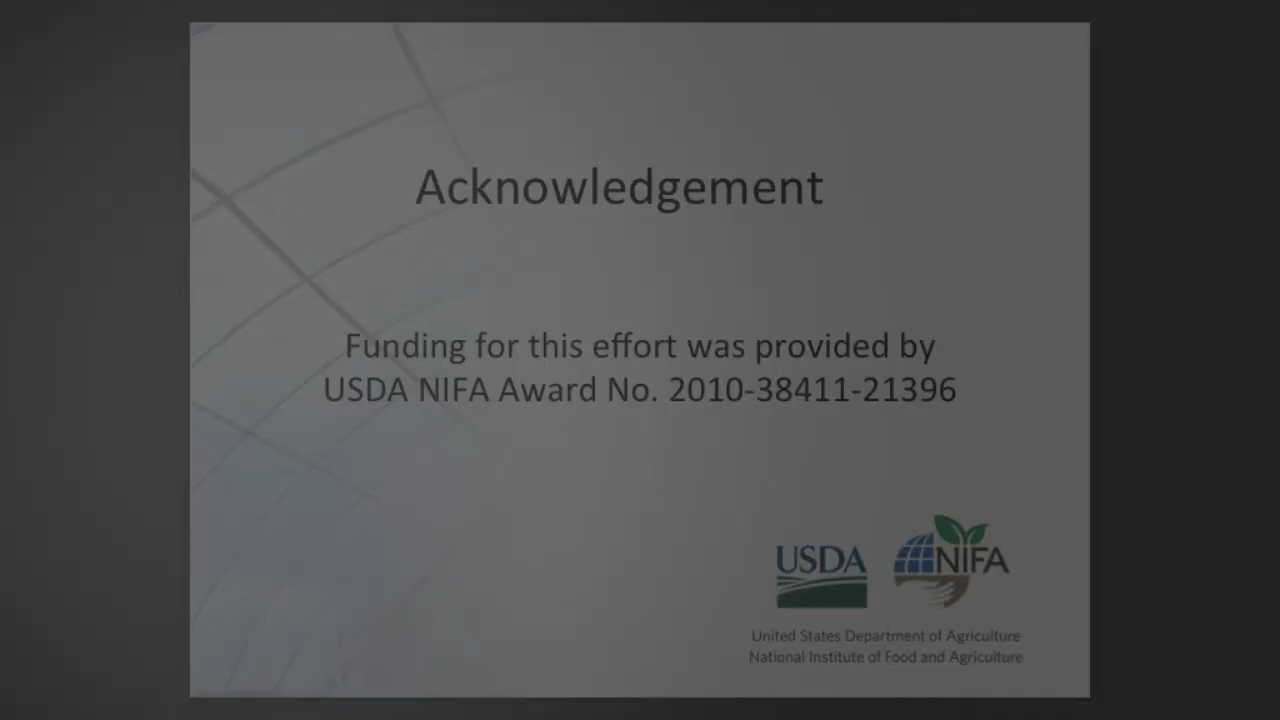 Acknowledgement
Funding for this effort was provided by
USDA NIFA Award No. 2010-38411-21396
USDA
NIFA
United States Department of Agriculture
National Institute of Food and Agriculture